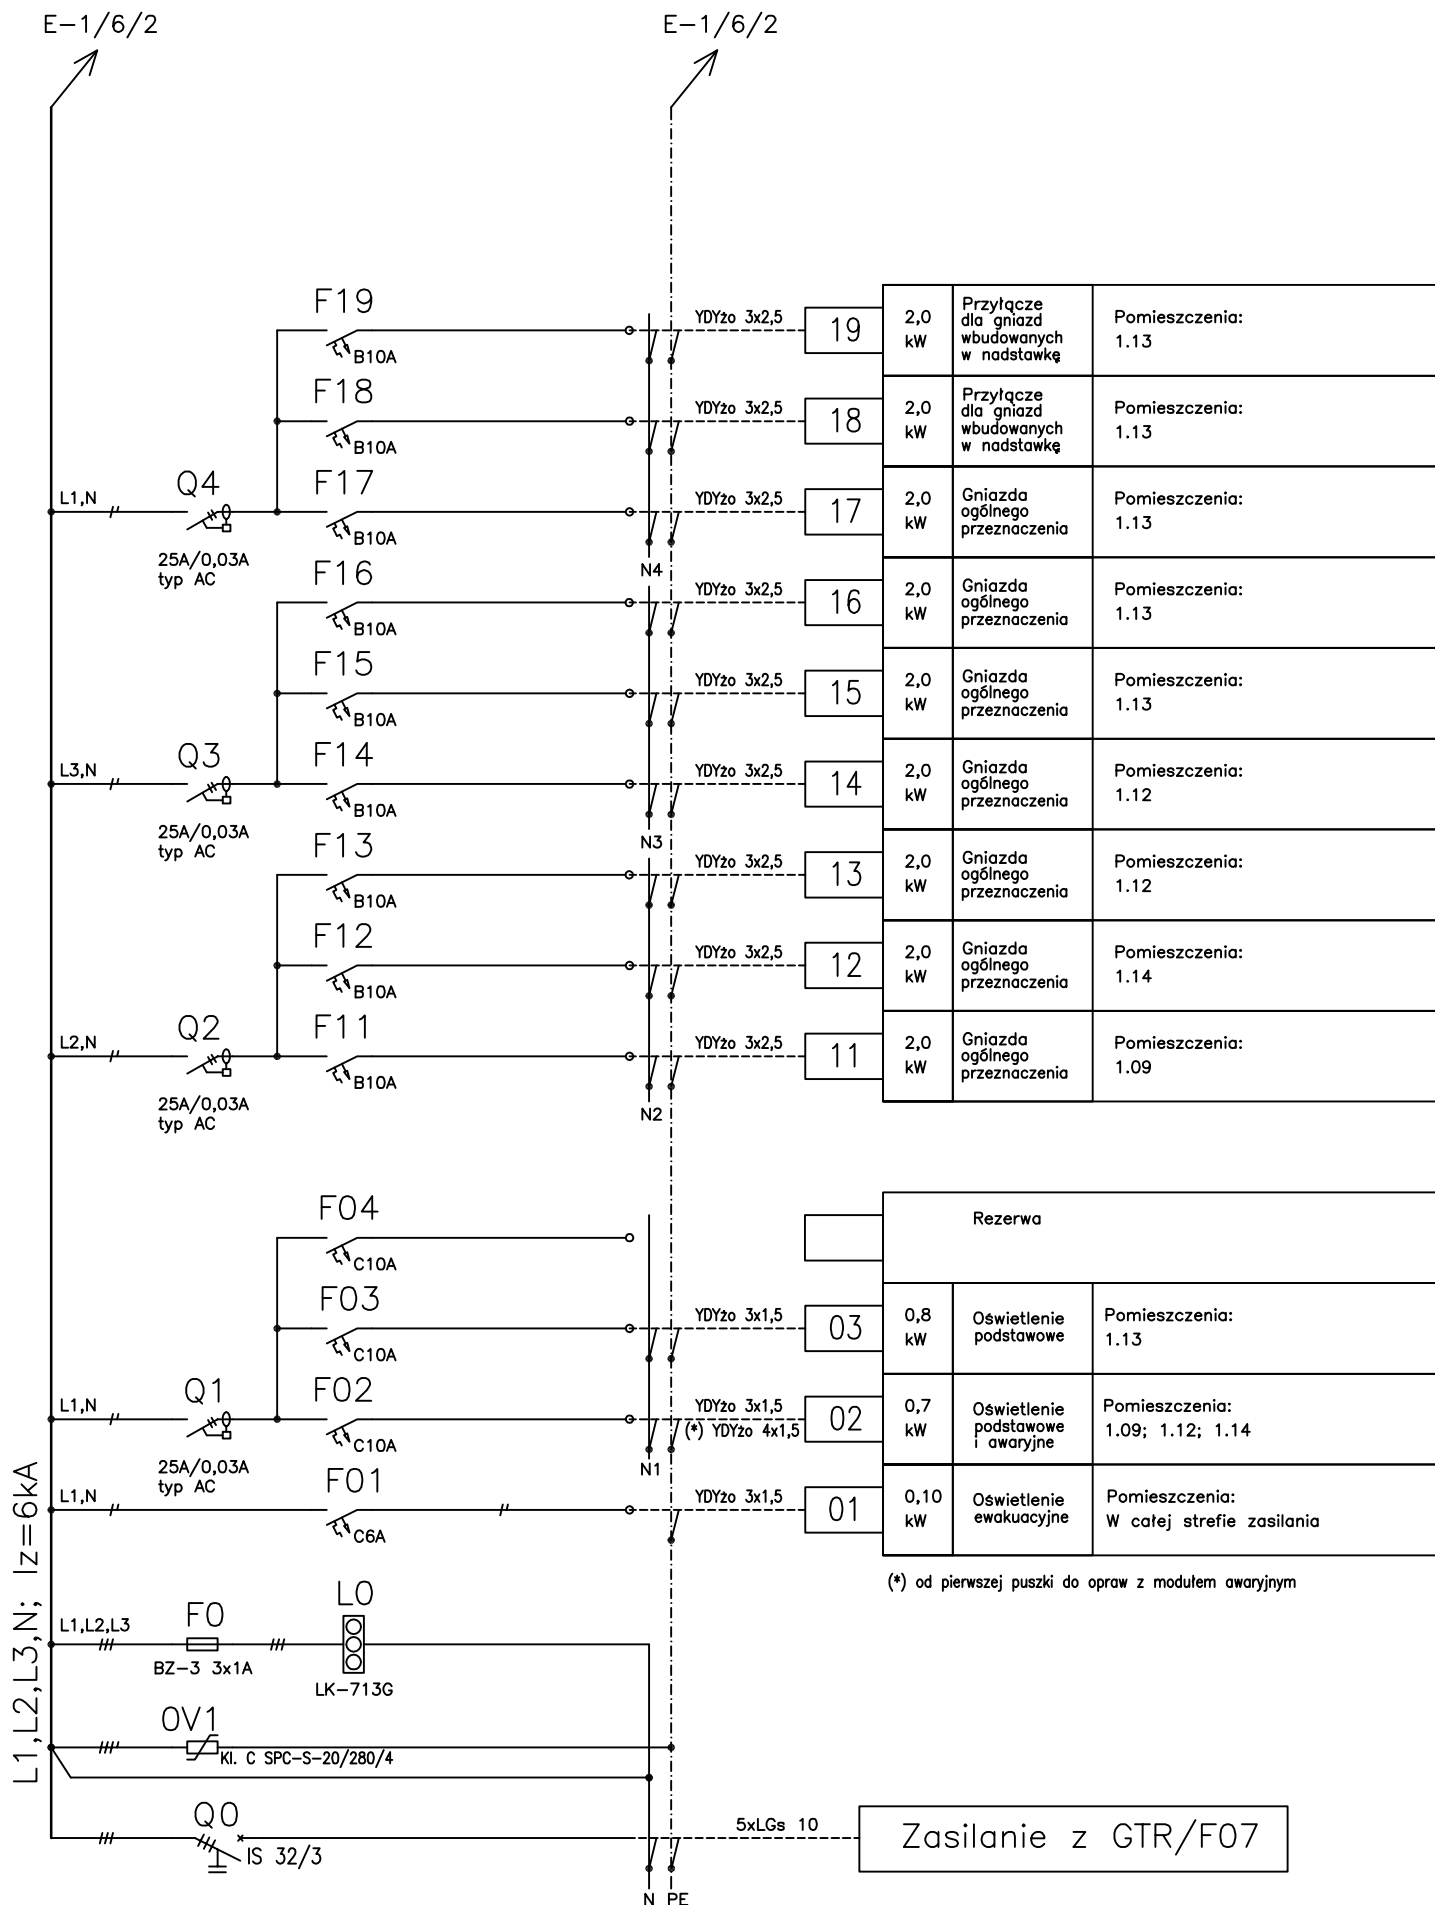 E-1/6/2
E-1/6/2
F19
B10A
YDYżo 3x2,5
19
2,0
kW
Przyłącze
dla gniazd
wbudowanych
w nadstawkę
Pomieszczenia:
1.13
F18
B10A
YDYżo 3x2,5
18
2,0
kW
Przyłącze
dla gniazd
wbudowanych
w nadstawkę
Pomieszczenia:
1.13
L1,N
Q4
25A/0,03A
typ AC
F17
B10A
N4
YDYżo 3x2,5
17
2,0
kW
Gniazda
ogólnego
przeznaczenia
Pomieszczenia:
1.13
F16
B10A
YDYżo 3x2,5
16
2,0
kW
Gniazda
ogólnego
przeznaczenia
Pomieszczenia:
1.13
F15
B10A
YDYżo 3x2,5
15
2,0
kW
Gniazda
ogólnego
przeznaczenia
Pomieszczenia:
1.13
L3,N
Q3
25A/0,03A
typ AC
F14
B10A
N3
YDYżo 3x2,5
14
2,0
kW
Gniazda
ogólnego
przeznaczenia
Pomieszczenia:
1.12
F13
B10A
YDYżo 3x2,5
13
2,0
kW
Gniazda
ogólnego
przeznaczenia
Pomieszczenia:
1.12
F12
B10A
YDYżo 3x2,5
12
2,0
kW
Gniazda
ogólnego
przeznaczenia
Pomieszczenia:
1.14
L2,N
Q2
25A/0,03A
typ AC
F11
B10A
N2
YDYżo 3x2,5
11
2,0
kW
Gniazda
ogólnego
przeznaczenia
Pomieszczenia:
1.09
F04
C10A
Rezerwa
F03
C10A
YDYżo 3x1,5
03
0,8
kW
Oświetlenie
podstawowe
Pomieszczenia:
1.13
L1,N
Q1
25A/0,03A
typ AC
F02
C10A
N1
YDYżo 3x1,5
(*) YDYżo 4x1,5
02
0,7
kW
Oświetlenie
podstawowe
i awaryjne
Pomieszczenia:
1.09; 1.12; 1.14
L1,N
F01
C6A
YDYżo 3x1,5
01
0,10
kW
Oświetlenie
ewakuacyjne
Pomieszczenia:
W całej strefie zasilania
(*) od pierwszej puszki do opraw z modułem awaryjnym
L1,L2,L3,N; Iz=6kA
L1,L2,L3
F0
BZ-3 3x1A
L0
LK-713G
OV1
Kl. C SPC-S-20/280/4
Q0
IS 32/3
5xLGs 10
Zasilanie z GTR/F07
N PE